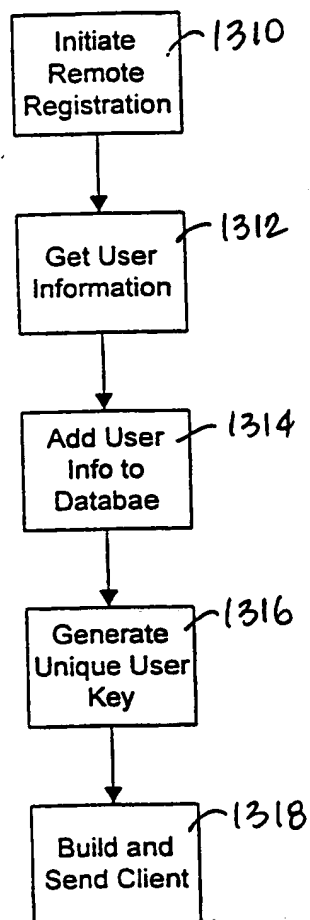 Initiate
Remote
Registration
1310
Get User
Information
1312
Add User
Info to
Databae
1314
Generate
Unique User
Key
1316
Build and
Send Client
1318